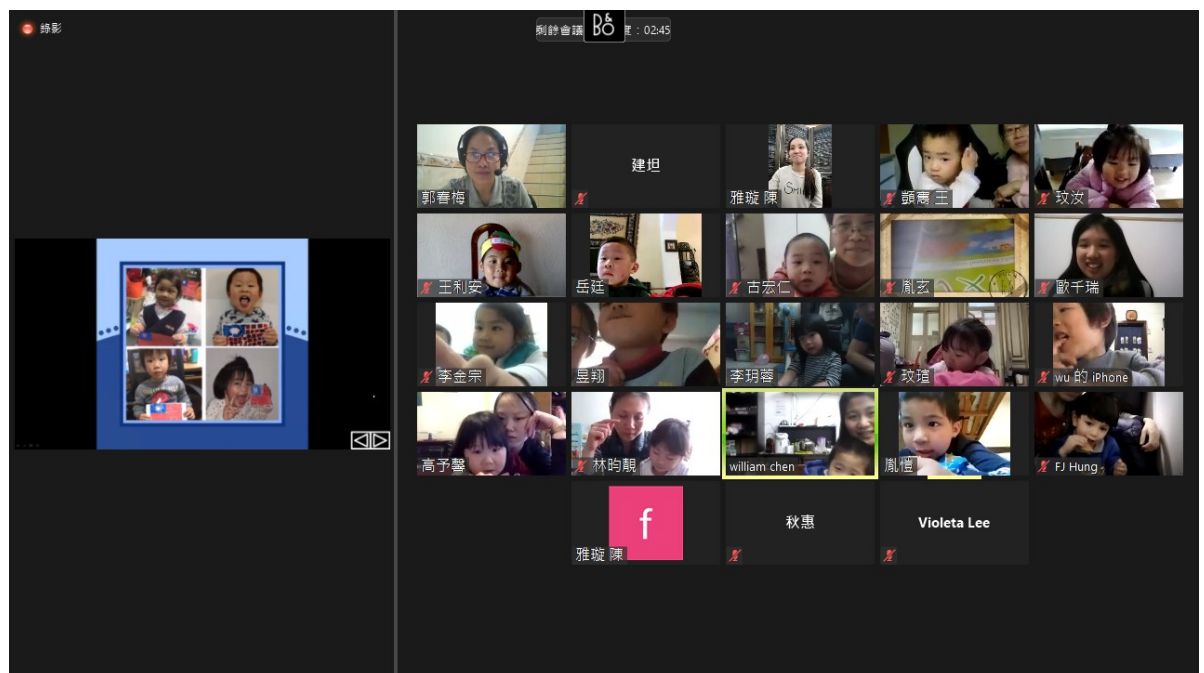 錄影
剩餘會議 B&O 度:02:45
郭春梅
建坦
雅璇 陳
顗騫 王
玟汝
王利安
岳廷
古宏仁
胤玄
歐千瑞
李金宗
昱翔
李玥蓉
玟瑄
wu 的 iPhone
高予馨
林昀靚
william chen
胤愷
FJ Hung
f
雅璇 陳
秋惠
Violeta Lee